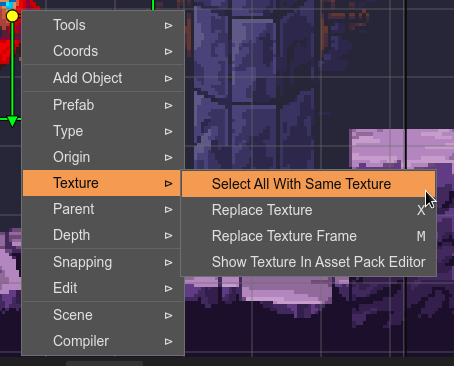 Tools
Coords
Add Object
Prefab
Type
Origin
Texture
Parent
Depth
Snapping
Edit
Scene
Compiler
Select All With Same Texture
Replace Texture X
Replace Texture Frame M
Show Texture In Asset Pack Editor